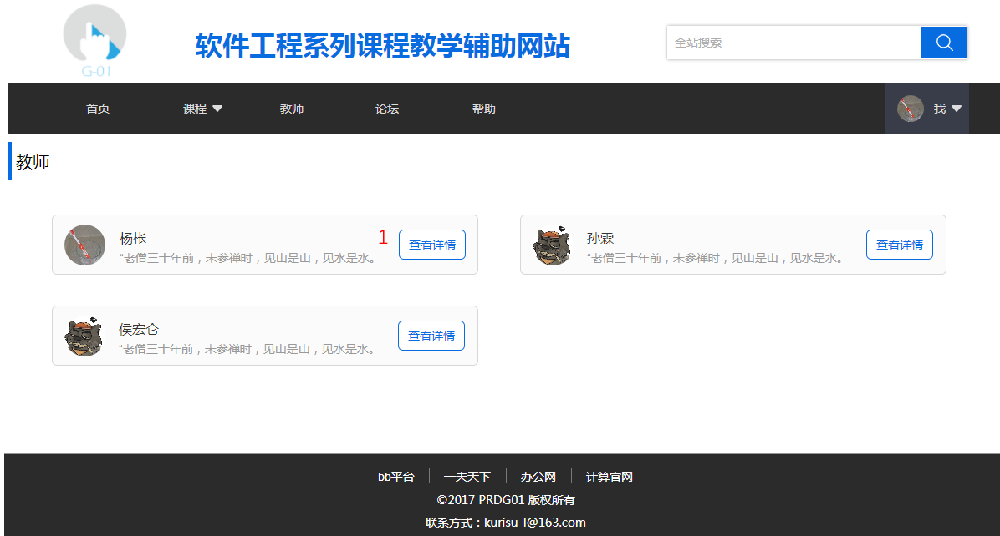 G-01
软件工程系列课程教学辅助网站
全站搜索
首页 课程 教师 论坛 帮助 我
教师
杨枨
“老僧三十年前，未参禅时，见山是山，见水是水。
1
查看详情
孙霖
“老僧三十年前，未参禅时，见山是山，见水是水。
查看详情
侯宏仑
“老僧三十年前，未参禅时，见山是山，见水是水。
查看详情
bb平台 一夫天下 办公网 计算官网
©2017 PRDG01 版权所有
联系方式：kurisu_l@163.com